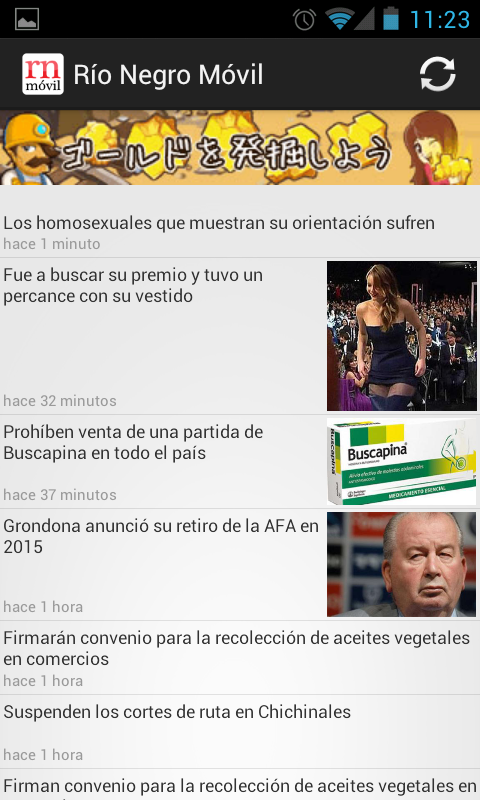 11:23
rn
móvil
Río Negro Móvil
ゴールドを発掘しよう
Los homosexuales que muestran su orientación sufren
hace 1 minuto
Fue a buscar su premio y tuvo un
percance con su vestido
hace 32 minutos
Prohíben venta de una partida de
Buscapina en todo el país
hace 37 minutos
Buscapina
Buscapina
MEDICAMENTO ESENCIAL
Grondona anunció su retiro de la AFA en
2015
hace 1 hora
Firmarán convenio para la recolección de aceites vegetales
en comercios
hace 1 hora
Suspenden los cortes de ruta en Chichinales
hace 1 hora
Firman convenio para la recolección de aceites vegetales en